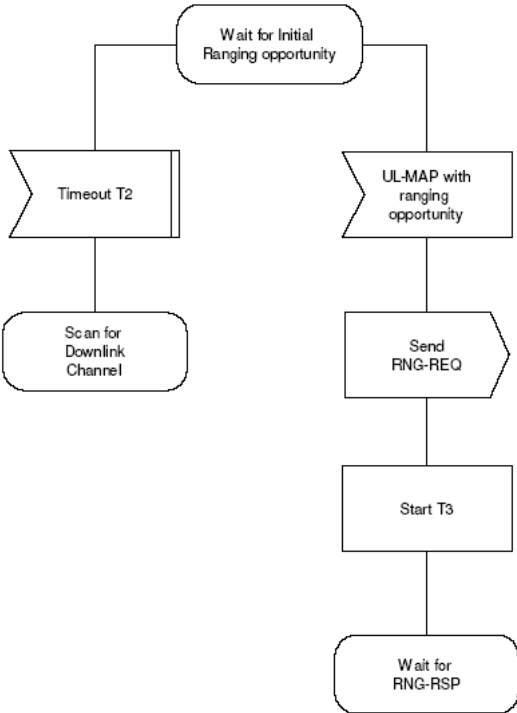 Wait for Initial
Ranging opportunity
Timeout T2
UL-MAP with
ranging
opportunity
Scan for
Downlink
Channel
Send
RNG-REQ
Start T3
Wait for
RNG-RSP